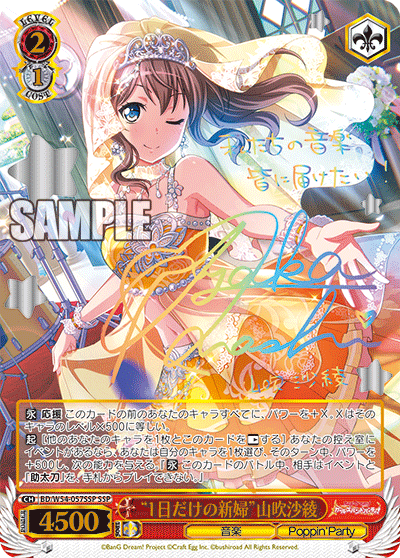 LEVEL
2
1
COST
私たちの音楽
皆に届けたい
SAMPLE
Ayaka
Ohashi
山吹沙綾
永 応援 このカードの前のあなたのキャラすべてに、パワーを+X。Xはそのキャラのレベル×500に等しい。
起 [他のあなたのキャラを1枚とこのカードをする] あなたの控え室にイベントがあるなら、あなたは自分のキャラを1枚選び、そのターン中、パワーを+500し、次の能力を与える。『永 このカードのバトル中、相手はイベントと『助太刀』を、手札からプレイできない。』
CH BD/W54-057SSP SSP
POWER
4500
“1日だけの新婦”山吹沙綾
音楽
Poppin'Party
©BanG Dream! Project ©Craft Egg Inc. ©bushiroad All Rights Reserved.